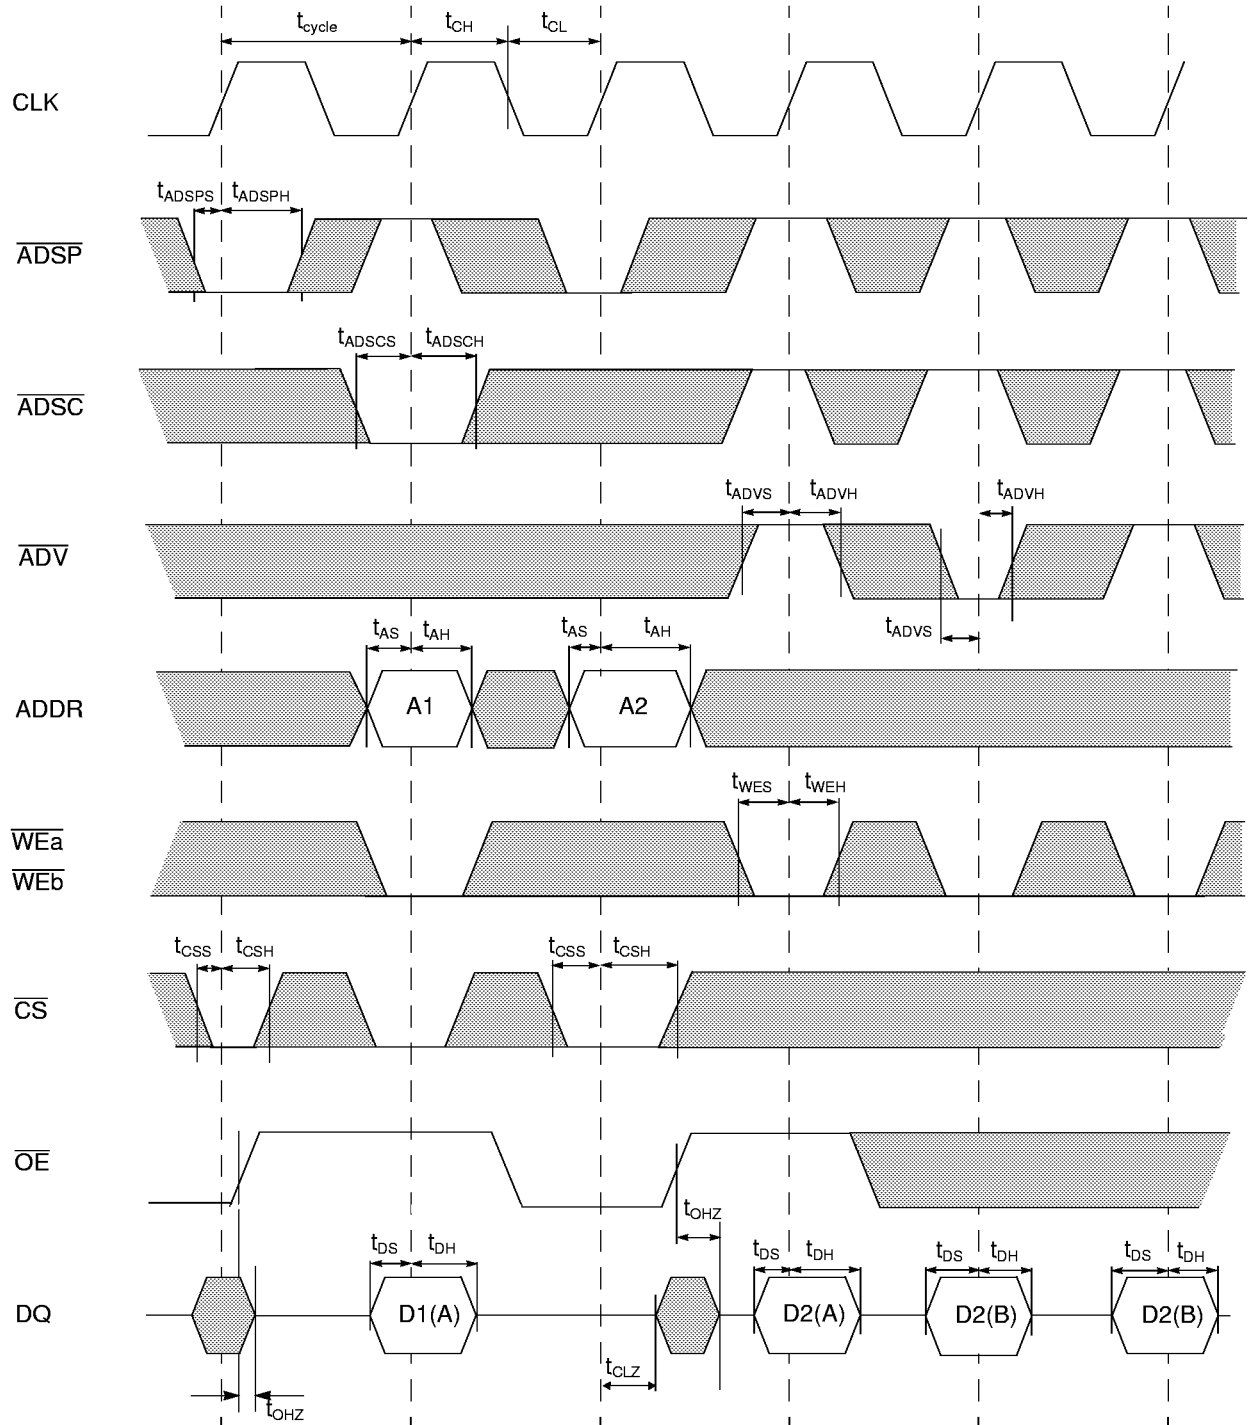 tcycle tCH tCL
CLK
tADSPS tADSPH
ADSP
tADSCS tADSCH
ADSC
tADVS tADVH tADVH
ADV
tADVS
tAS tAH tAS tAH
ADDR A1 A2
tWES tWEH
WEa
WEb
tCSS tCSH tCSS tCSH
CS
OE
tOHZ
tDS tDH tDS tDH tDS tDH tDS tDH
DQ D1(A) D2(A) D2(B) D2(B)
tCLZ
tOHZ